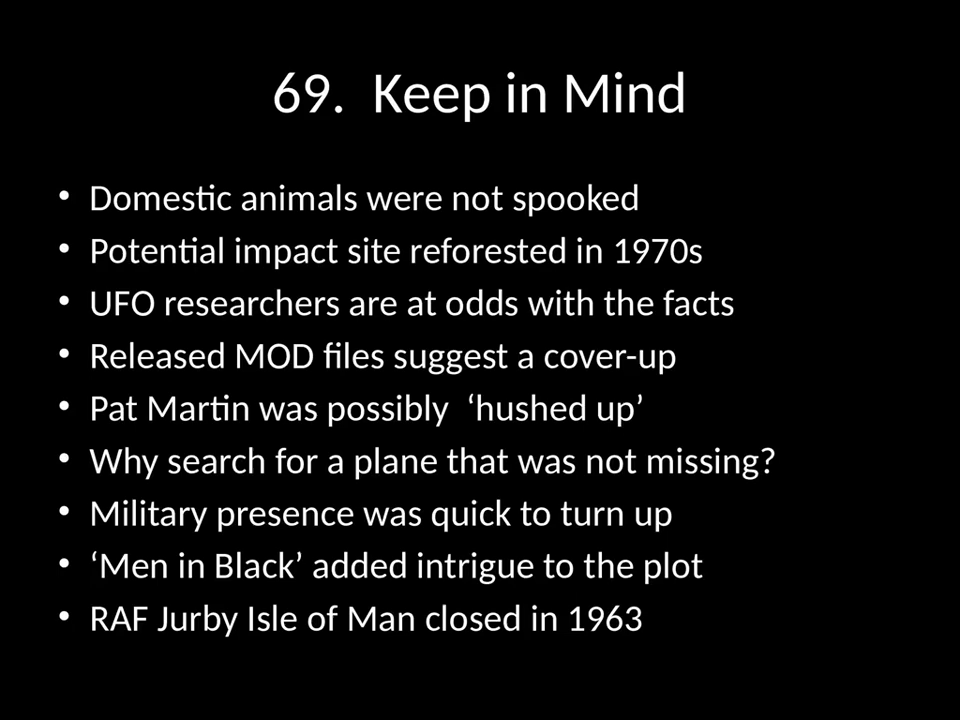 69.  Keep in Mind
• Domestic animals were not spooked
• Potential impact site reforested in 1970s
• UFO researchers are at odds with the facts
• Released MOD files suggest a cover-up
• Pat Martin was possibly  ‘hushed up’
• Why search for a plane that was not missing?
• Military presence was quick to turn up
• ‘Men in Black’ added intrigue to the plot
• RAF Jurby Isle of Man closed in 1963